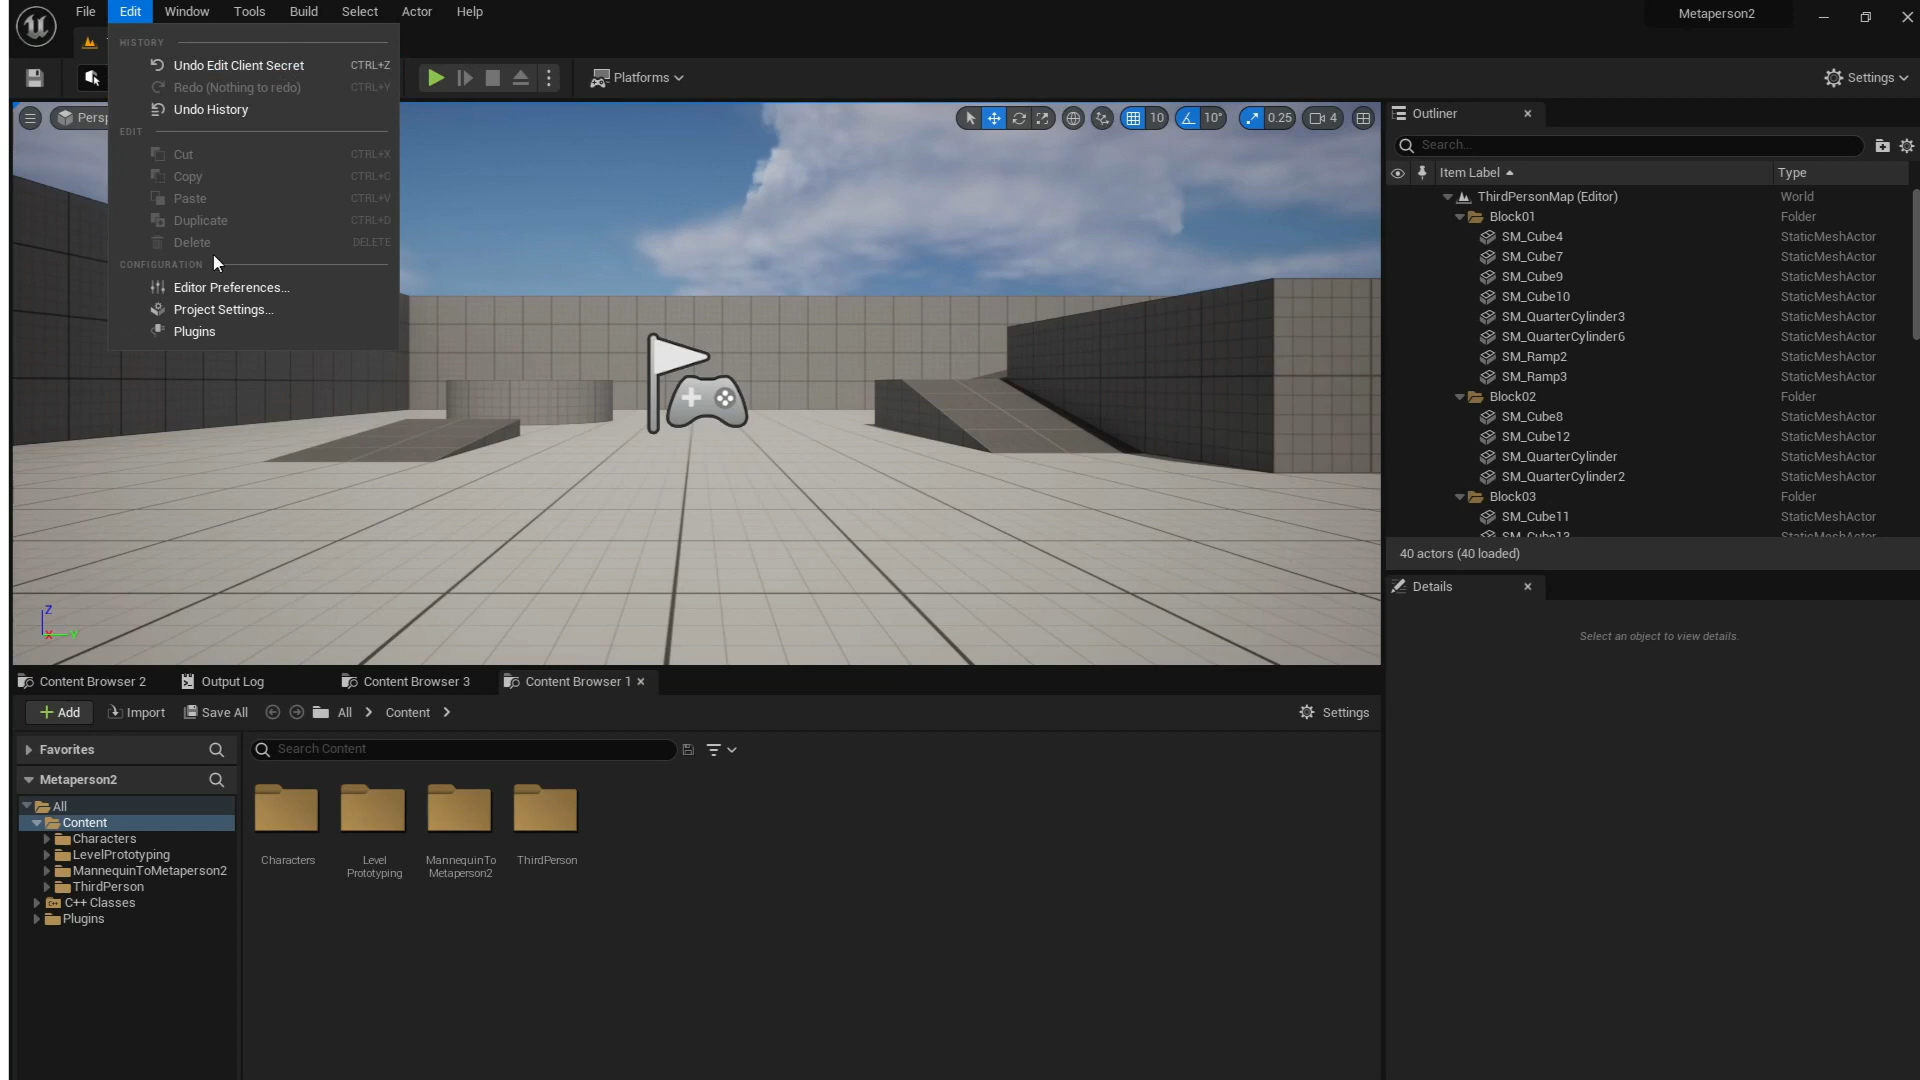 File Edit Window Tools Build Select Actor Help
Metaperson2
HISTORY
Undo Edit Client Secret CTRL+Z
Redo (Nothing to redo) CTRL+Y
Undo History
EDIT
Cut CTRL+X
Copy CTRL+C
Paste CTRL+V
Duplicate CTRL+D
Delete DELETE
CONFIGURATION
Editor Preferences...
Project Settings...
Plugins
Platforms
Settings
10 10° 0.25 4
Z
X Y
Outliner
Search...
Item Label Type
ThirdPersonMap (Editor) World
Block01 Folder
SM_Cube4 StaticMeshActor
SM_Cube7 StaticMeshActor
SM_Cube9 StaticMeshActor
SM_Cube10 StaticMeshActor
SM_QuarterCylinder3 StaticMeshActor
SM_QuarterCylinder6 StaticMeshActor
SM_Ramp2 StaticMeshActor
SM_Ramp3 StaticMeshActor
Block02 Folder
SM_Cube8 StaticMeshActor
SM_Cube12 StaticMeshActor
SM_QuarterCylinder StaticMeshActor
SM_QuarterCylinder2 StaticMeshActor
Block03 Folder
SM_Cube11 StaticMeshActor
40 actors (40 loaded)
Details
Select an object to view details.
Content Browser 2 Output Log Content Browser 3 Content Browser 1
Add Import Save All All Content Settings
Favorites
Search Content
Metaperson2
All
Content
Characters
LevelPrototyping
MannequinToMetaperson2
ThirdPerson
C++ Classes
Plugins
Characters
Level
Prototyping
MannequinTo
Metaperson2
ThirdPerson